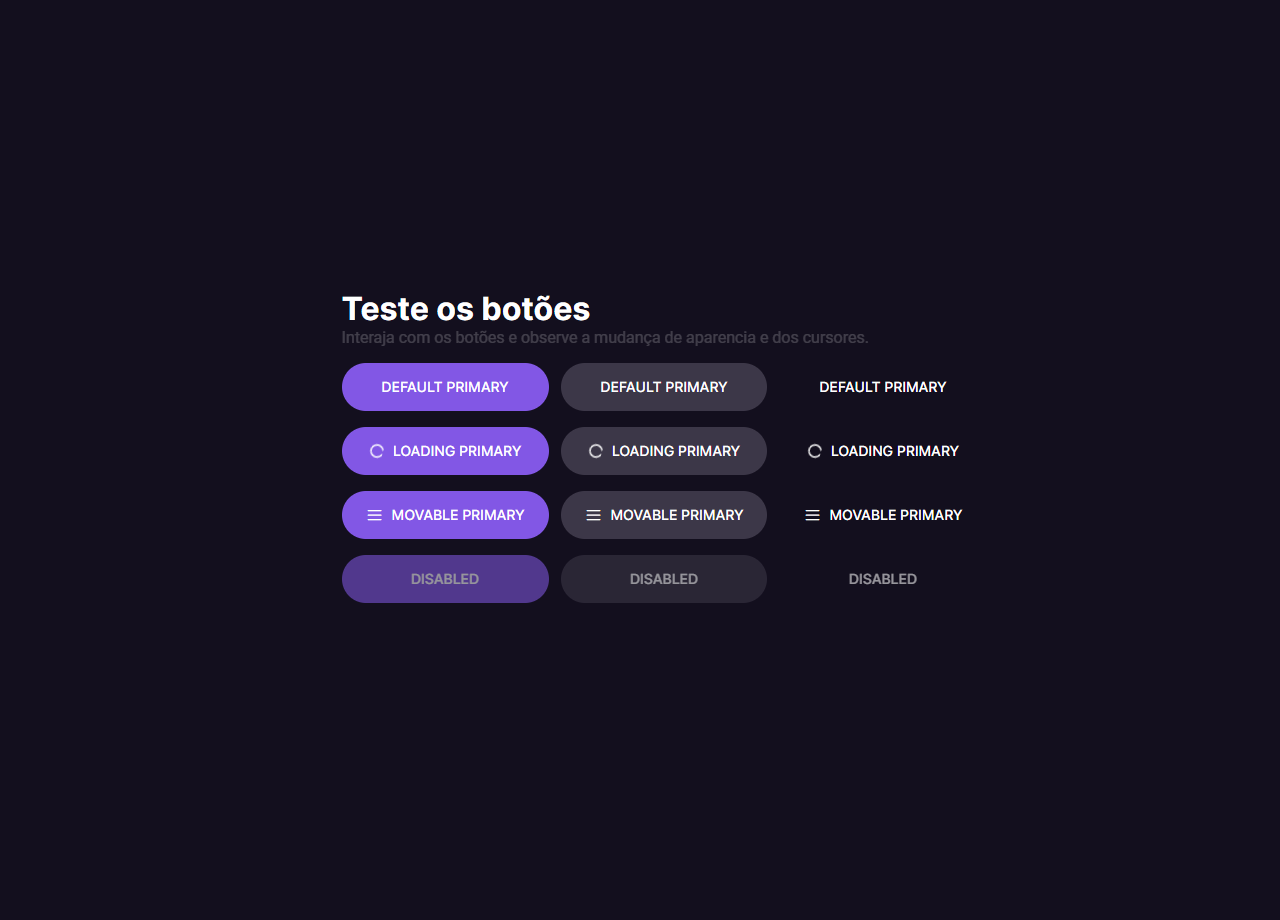 Teste os botões
Interaja com os botões e observe a mudança de aparencia e dos cursores.
DEFAULT PRIMARY DEFAULT PRIMARY DEFAULT PRIMARY
LOADING PRIMARY LOADING PRIMARY LOADING PRIMARY
MOVABLE PRIMARY MOVABLE PRIMARY MOVABLE PRIMARY
DISABLED DISABLED DISABLED